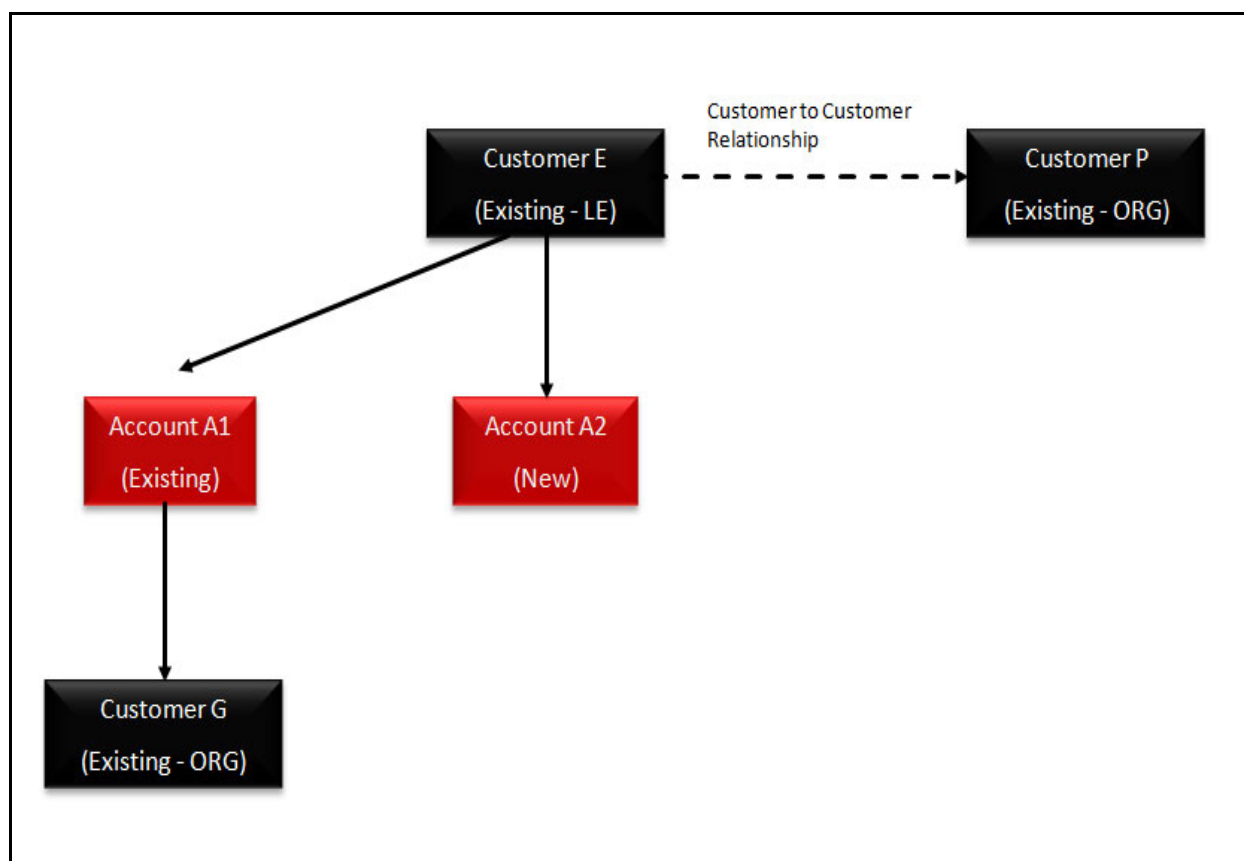 Customer to Customer
Relationship
Customer E
(Existing - LE)
Customer P
(Existing - ORG)
Account A1
(Existing)
Account A2
(New)
Customer G
(Existing - ORG)